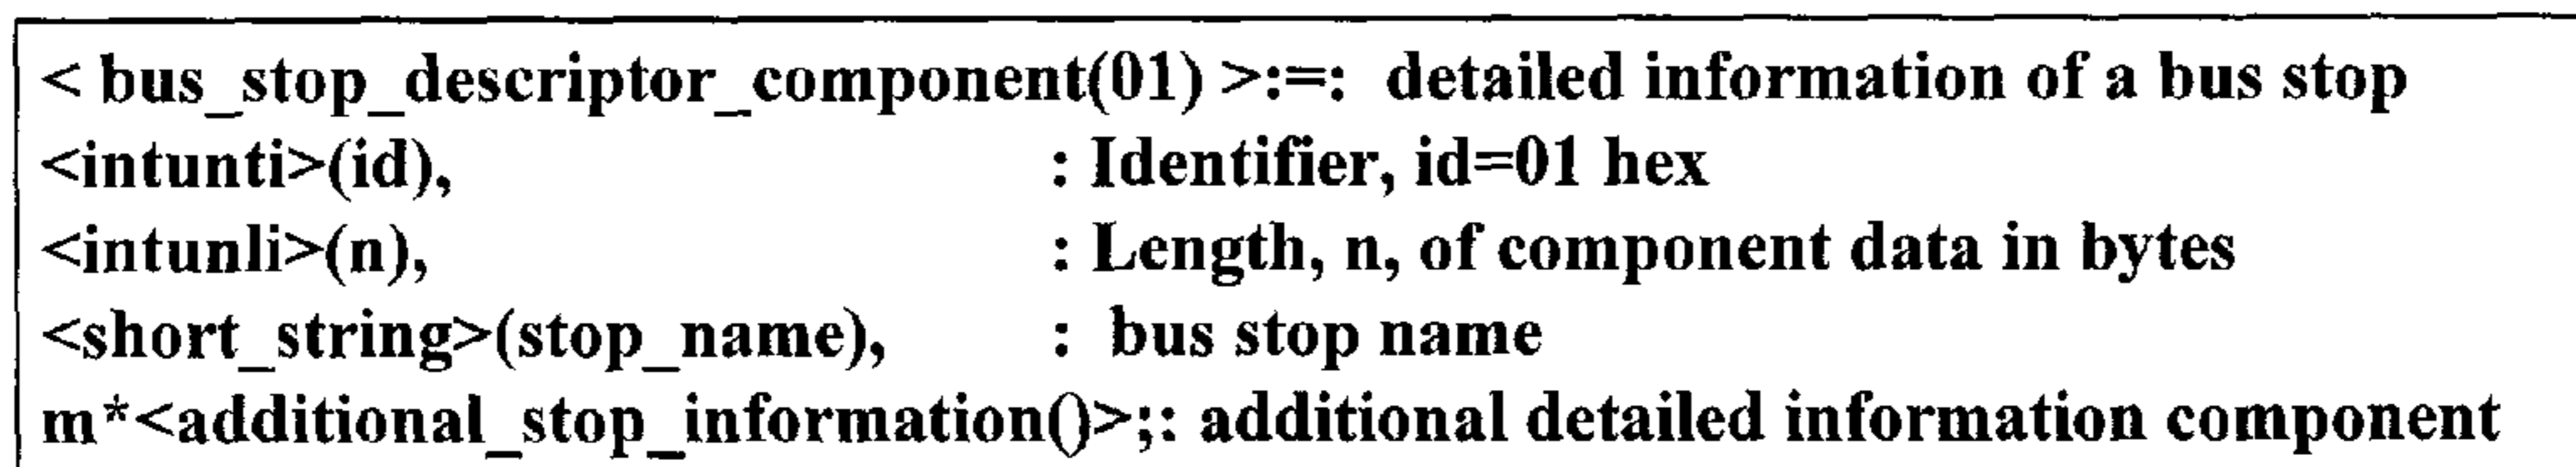 < bus_stop_descriptor_component(01) >:=: detailed information of a bus stop
<intunti>(id), : Identifier, id=01 hex
<intunli>(n), : Length, n, of component data in bytes
<short_string>(stop_name), : bus stop name
m*<additional_stop_information()>;: additional detailed information component